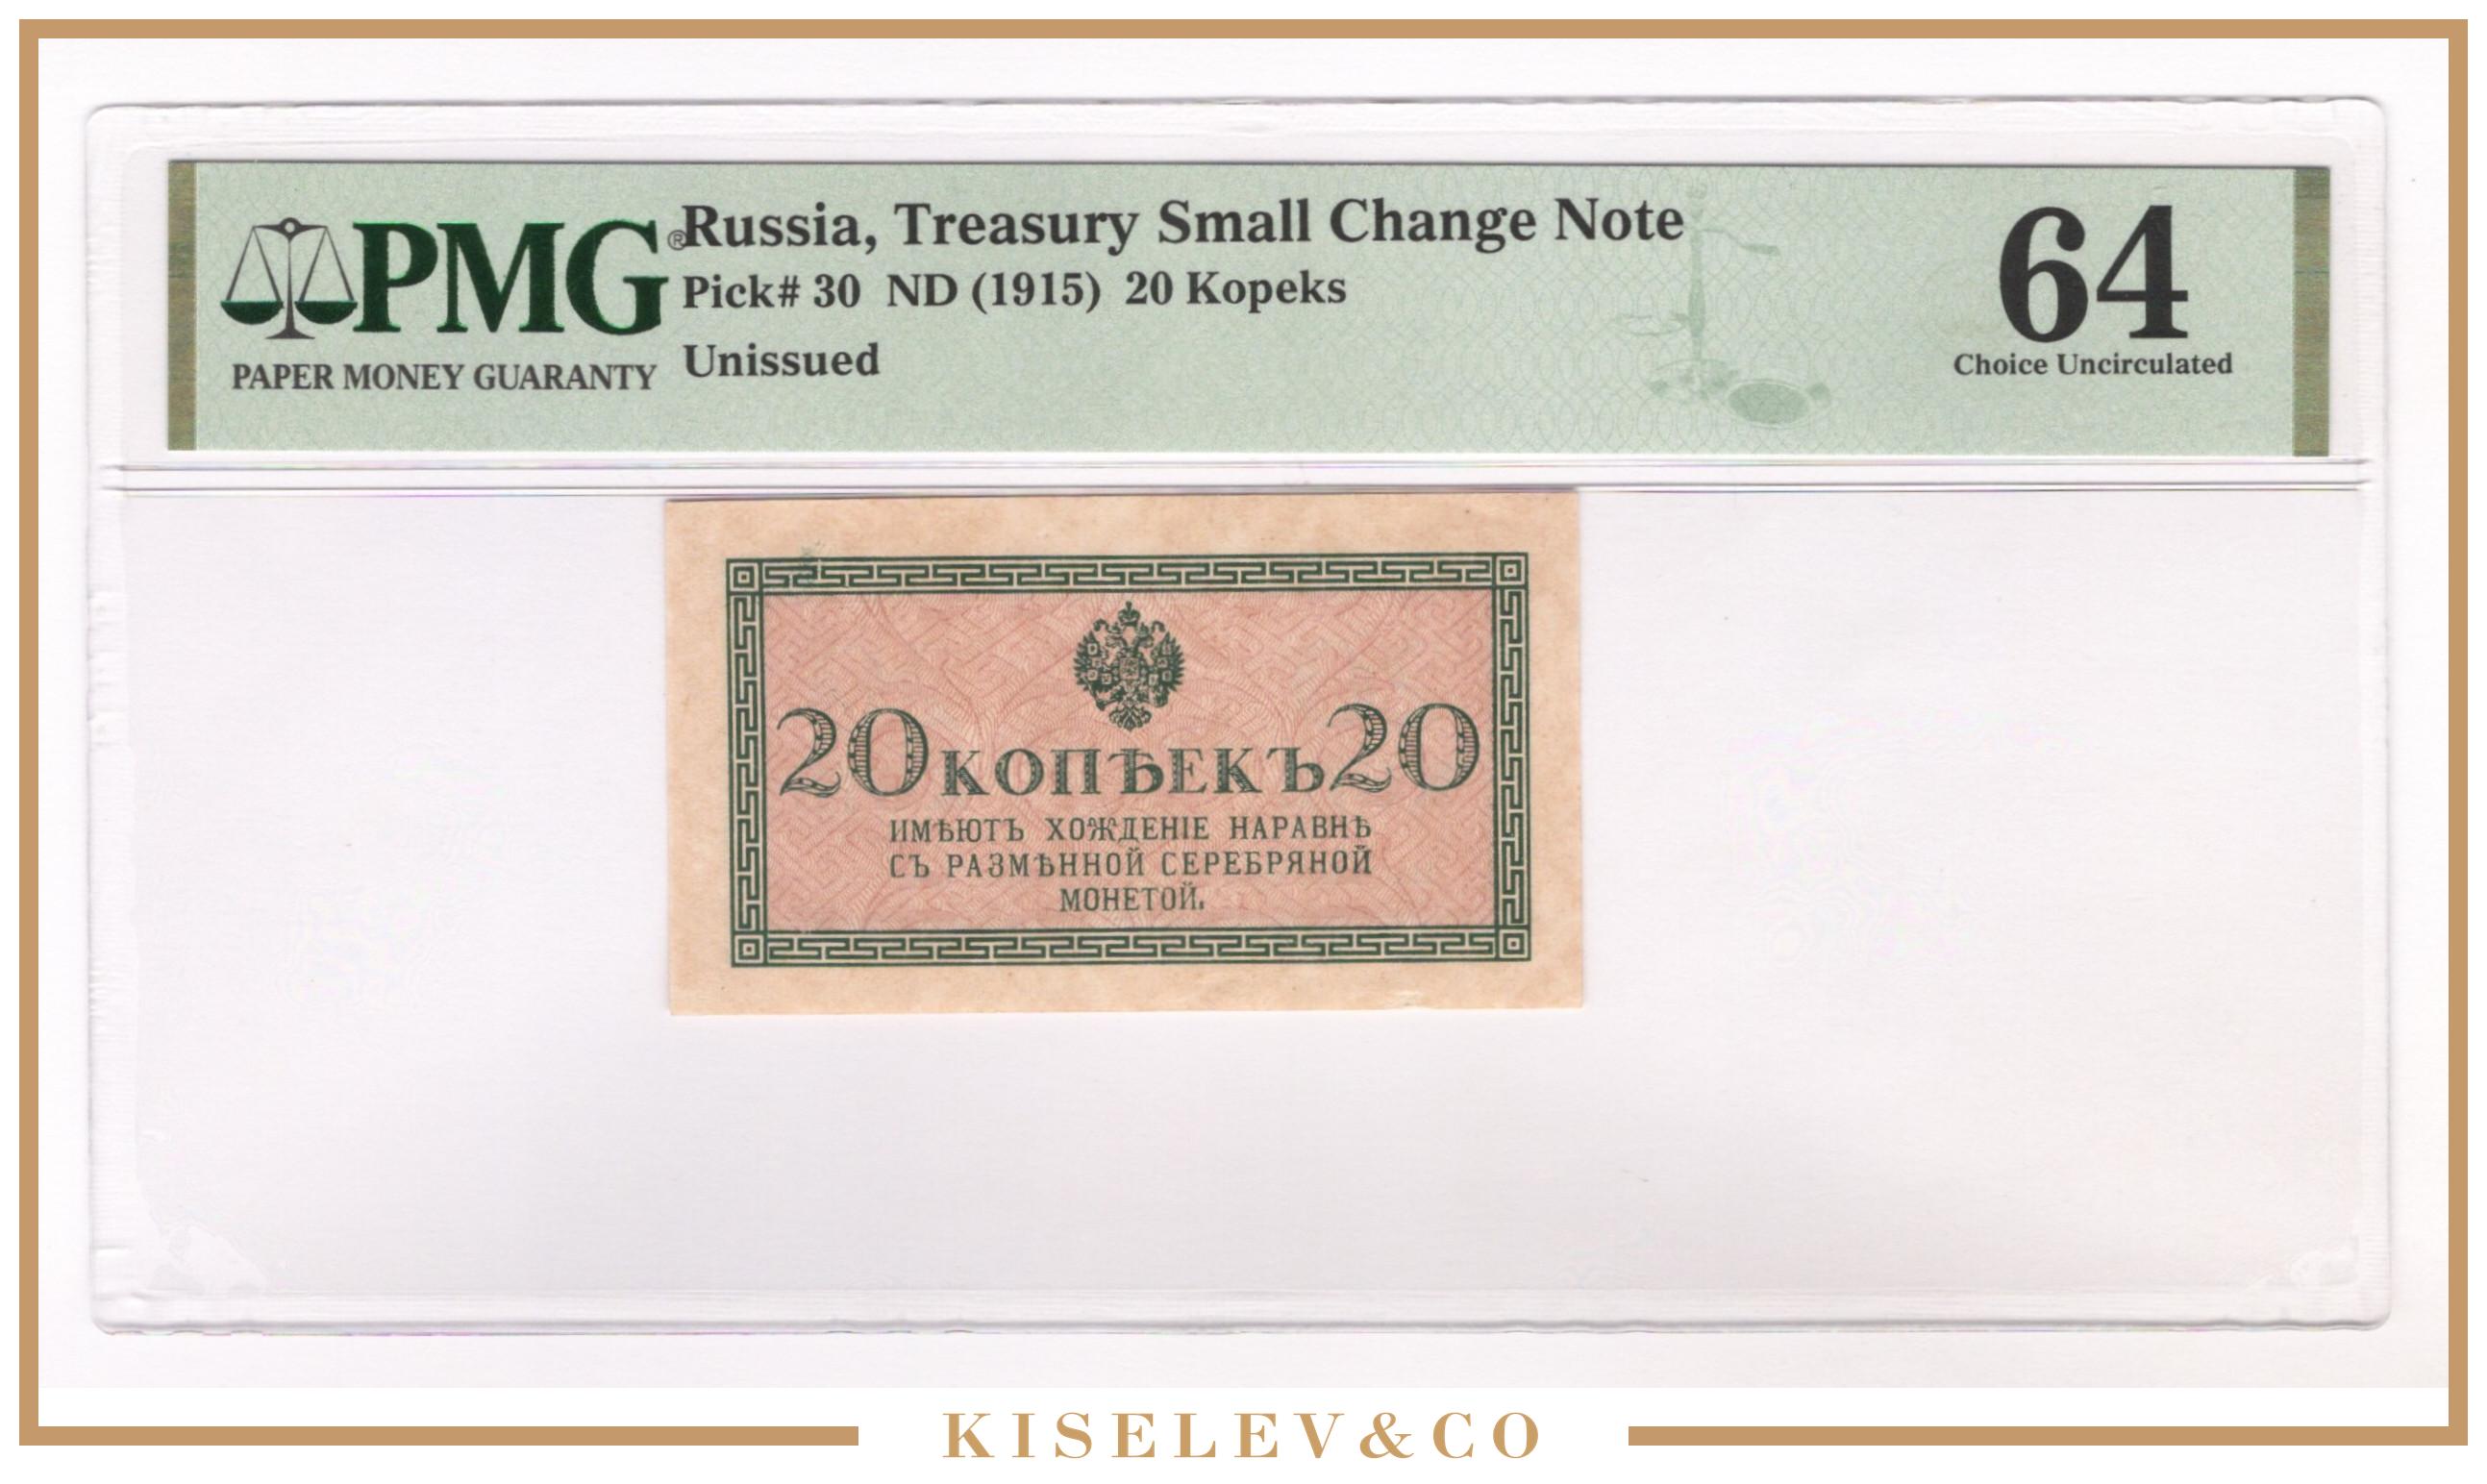 PMG®
PAPER MONEY GUARANTY
Russia, Treasury Small Change Note
Pick# 30 ND (1915) 20 Kopeks
Unissued
64
Choice Uncirculated
20 КОПѢЕКЪ 20
ИМѢЮТЪ ХОЖДЕНІЕ НАРАВНѢ
СЪ РАЗМѢННОЙ СЕРЕБРЯНОЙ
МОНЕТОЙ.
KISELEV&CO